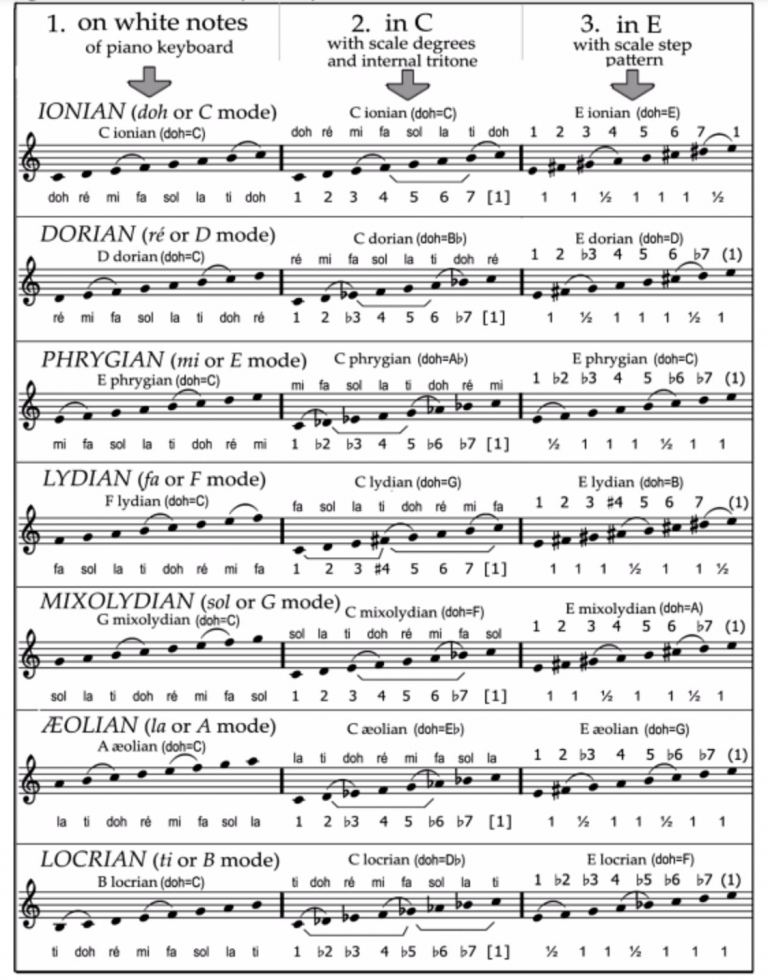 1. on white notes
of piano keyboard
2. in C
with scale degrees
and internal tritone
3. in E
with scale step
pattern
IONIAN (doh or C mode)
C ionian (doh=C)
doh ré mi fa sol la ti doh
C ionian (doh=C)
doh ré mi fa sol la ti doh
1 2 3 4 5 6 7 [1]
E ionian (doh=E)
1 2 3 4 5 6 7 1
1 1 ½ 1 1 1 ½
DORIAN (ré or D mode)
D dorian (doh=C)
ré mi fa sol la ti doh ré
C dorian (doh=B♭)
ré mi fa sol la ti doh ré
1 2 ♭3 4 5 6 ♭7 [1]
E dorian (doh=D)
1 2 ♭3 4 5 6 ♭7 (1)
1 ½ 1 1 1 ½ 1
PHRYGIAN (mi or E mode)
E phrygian (doh=C)
mi fa sol la ti doh ré mi
C phrygian (doh=A♭)
mi fa sol la ti doh ré mi
1 ♭2 ♭3 4 5 ♭6 ♭7 [1]
E phrygian (doh=C)
1 ♭2 ♭3 4 5 ♭6 ♭7 (1)
½ 1 1 1 ½ 1 1
LYDIAN (fa or F mode)
F lydian (doh=C)
fa sol la ti doh ré mi fa
C lydian (doh=G)
fa sol la ti doh ré mi fa
1 2 3 ♯4 5 6 7 [1]
E lydian (doh=B)
1 2 3 ♯4 5 6 7 (1)
1 1 1 ½ 1 1 ½
MIXOLYDIAN (sol or G mode)
G mixolydian (doh=C)
sol la ti doh ré mi fa sol
C mixolydian (doh=F)
sol la ti doh ré mi fa sol
1 2 3 4 5 6 ♭7 [1]
E mixolydian (doh=A)
1 2 3 4 5 6 ♭7 (1)
1 1 ½ 1 1 ½ 1
ÆOLIAN (la or A mode)
A æolian (doh=C)
la ti doh ré mi fa sol la
C æolian (doh=E♭)
la ti doh ré mi fa sol la
1 2 ♭3 4 5 ♭6 ♭7 [1]
E æolian (doh=G)
1 2 ♭3 4 5 ♭6 ♭7 (1)
1 ½ 1 1 ½ 1 1
LOCRIAN (ti or B mode)
B locrian (doh=C)
ti doh ré mi fa sol la ti
C locrian (doh=D♭)
ti doh ré mi fa sol la ti
1 ♭2 ♭3 4 ♭5 ♭6 ♭7 [1]
E locrian (doh=F)
1 ♭2 ♭3 4 ♭5 ♭6 ♭7 (1)
½ 1 1 ½ 1 1 1